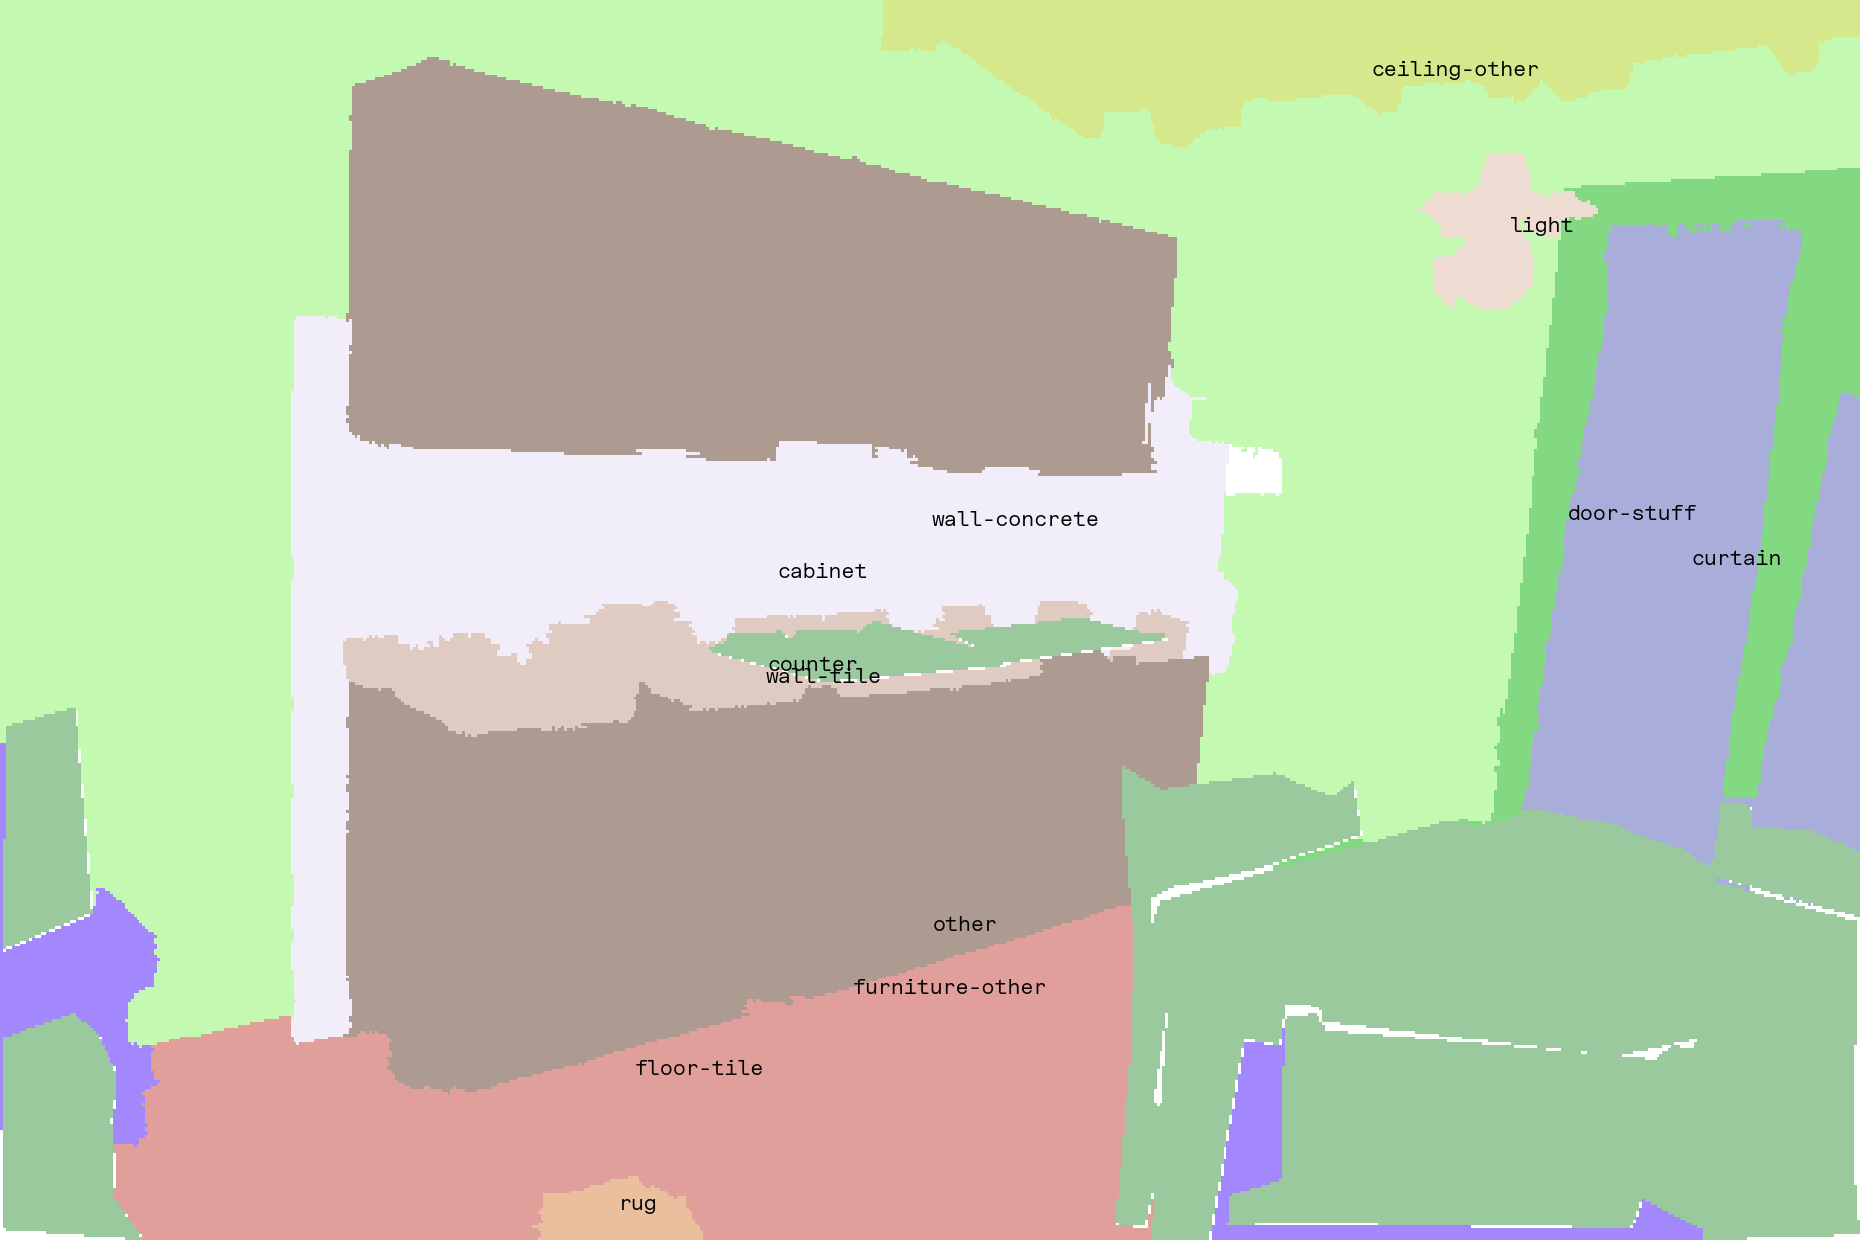 ceiling-other
light
door-stuff
wall-concrete
curtain
cabinet
counter
wall-tile
other
furniture-other
floor-tile
rug